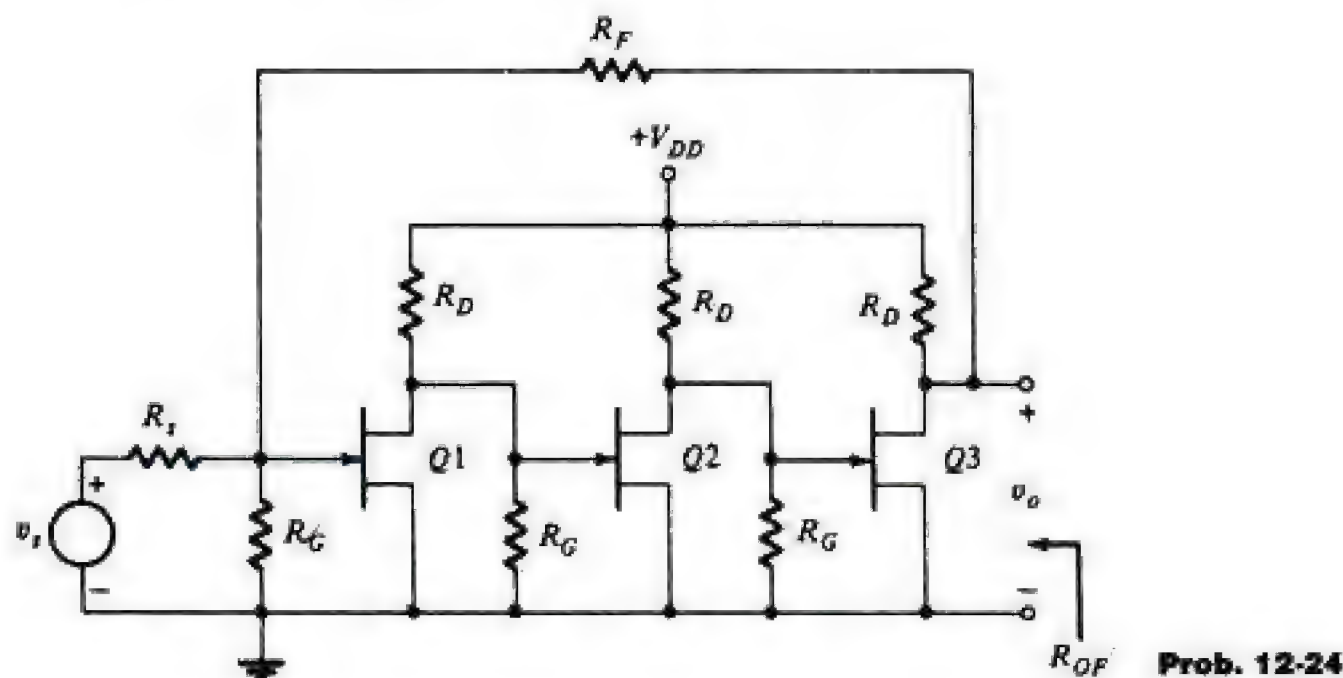 R_F
+V_DD
R_D
R_D
R_D
R_s
Q1
Q2
Q3
v_s
+
−
R_G
R_G
R_G
+
v_o
−
R_OF
Prob. 12-24